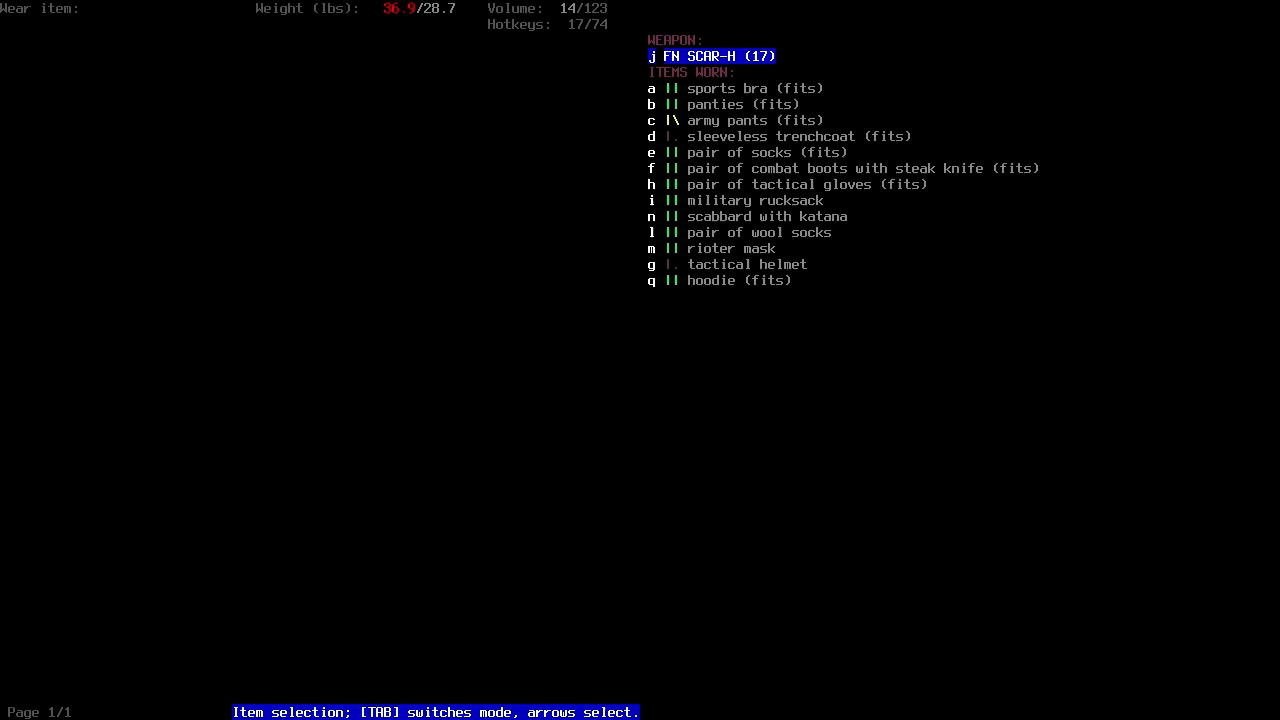 Wear item: Weight (lbs): 36.9/28.7 Volume: 14/123
Hotkeys: 17/74
WEAPON:
j FN SCAR-H (17)
ITEMS WORN:
a || sports bra (fits)
b || panties (fits)
c |\ army pants (fits)
d |. sleeveless trenchcoat (fits)
e || pair of socks (fits)
f || pair of combat boots with steak knife (fits)
h || pair of tactical gloves (fits)
i || military rucksack
n || scabbard with katana
l || pair of wool socks
m || rioter mask
g |. tactical helmet
q || hoodie (fits)
Page 1/1 Item selection; [TAB] switches mode, arrows select.